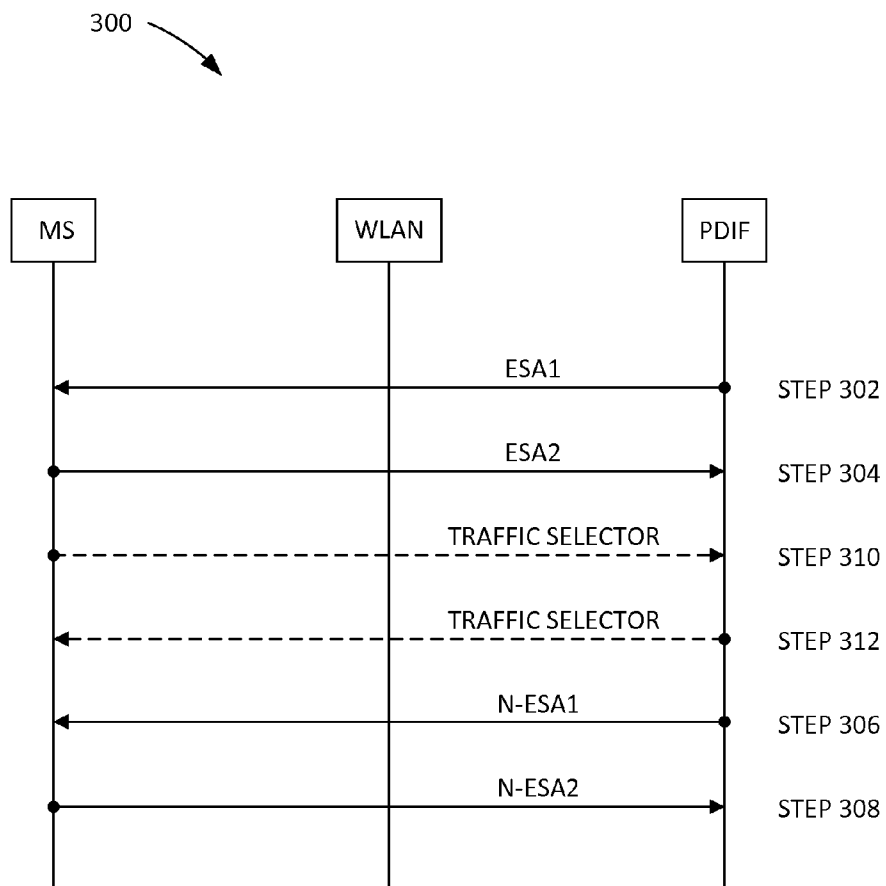 300
MS
WLAN
PDIF
ESA1
STEP 302
ESA2
STEP 304
TRAFFIC SELECTOR
STEP 310
TRAFFIC SELECTOR
STEP 312
N-ESA1
STEP 306
N-ESA2
STEP 308